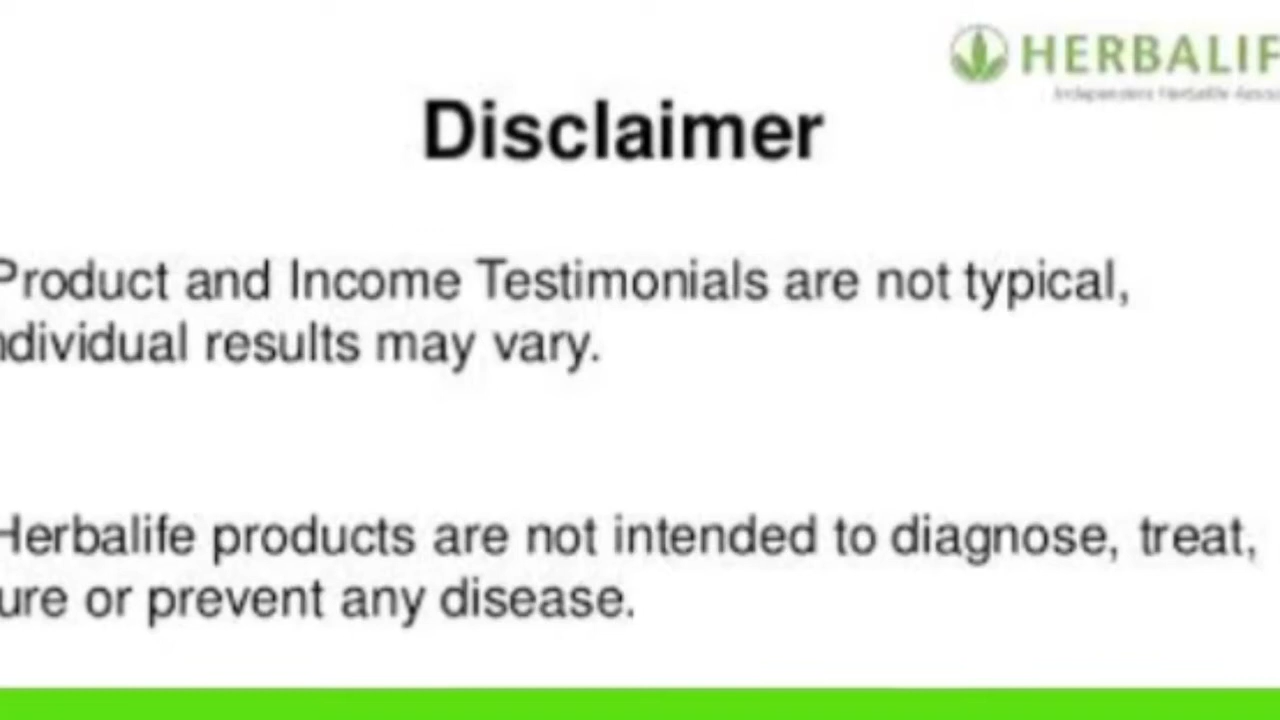 HERBALIF
Disclaimer
Product and Income Testimonials are not typical,
ndividual results may vary.
Herbalife products are not intended to diagnose, treat,
ure or prevent any disease.